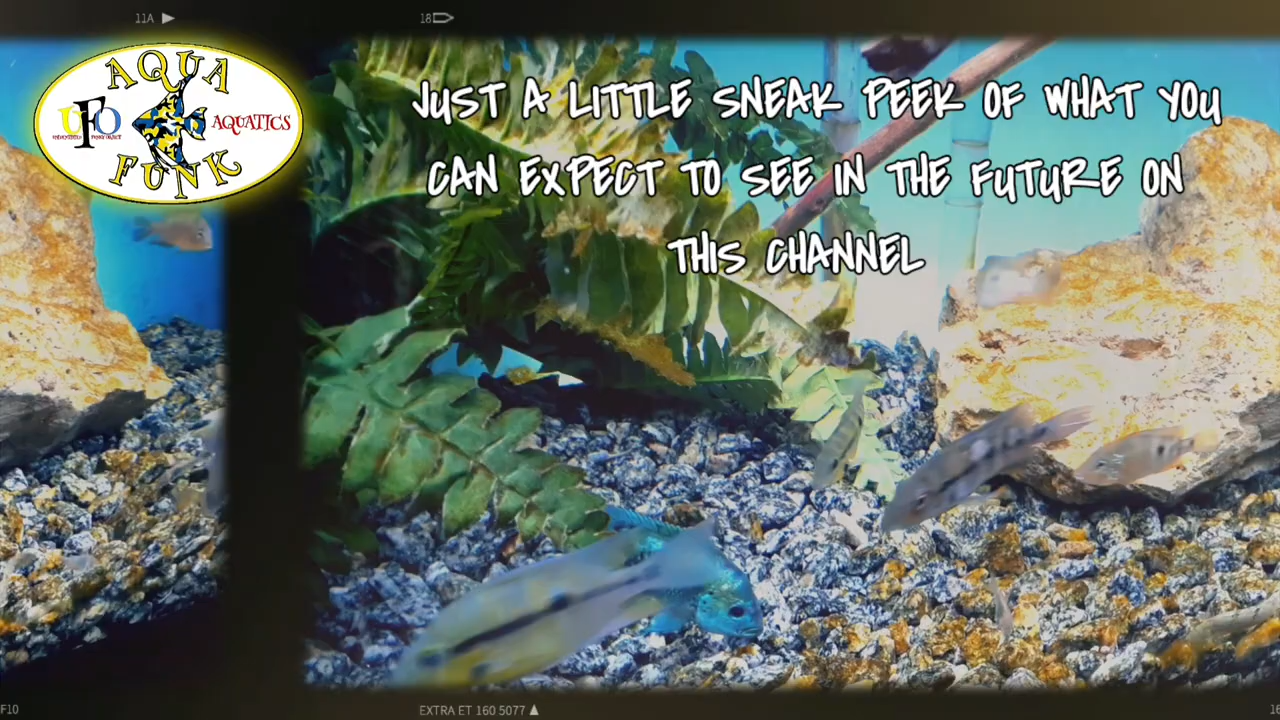 11A
18
AQUA
UFO
AQUATICS
FUNK
JUST A LITTLE SNEAK PEEK OF WHAT YOU
CAN EXPECT TO SEE IN THE FUTURE ON
THIS CHANNEL
F10
EXTRA ET 160 5077
16